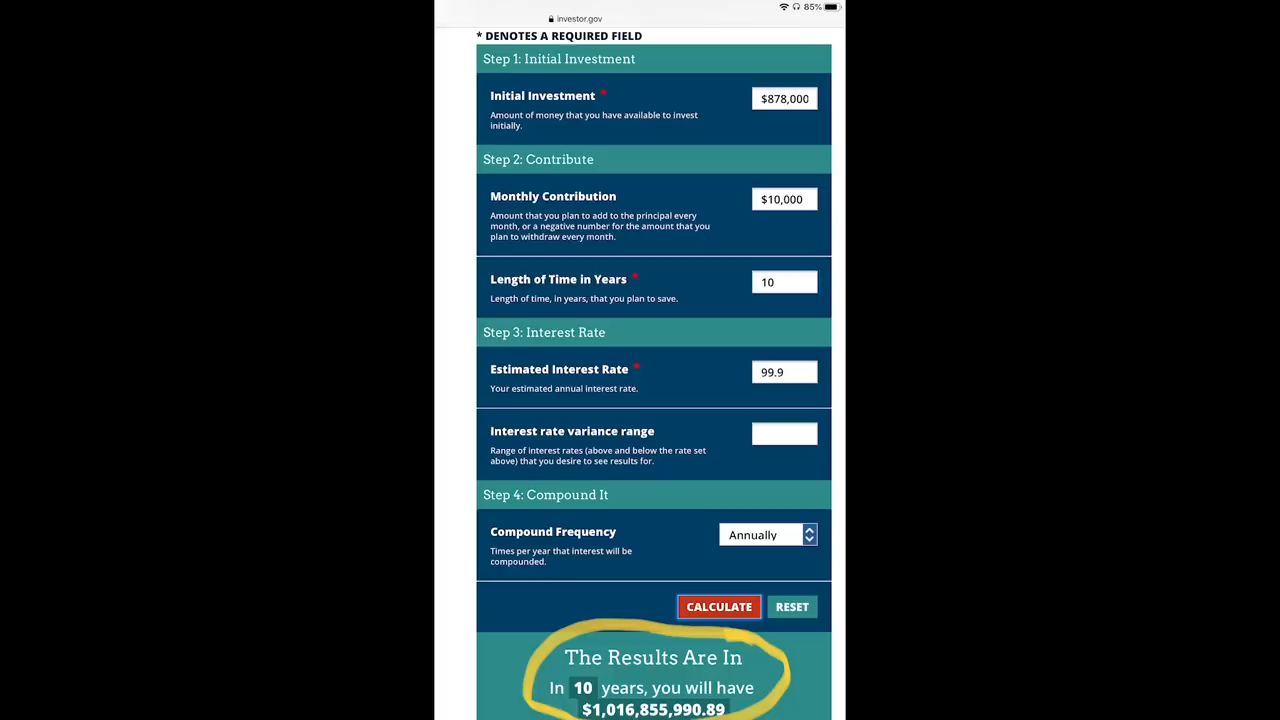 85%
investor.gov
* DENOTES A REQUIRED FIELD
Step 1: Initial Investment
Initial Investment *
$878,000
Amount of money that you have available to invest
initially.
Step 2: Contribute
Monthly Contribution
$10,000
Amount that you plan to add to the principal every
month, or a negative number for the amount that you
plan to withdraw every month.
Length of Time in Years *
10
Length of time, in years, that you plan to save.
Step 3: Interest Rate
Estimated Interest Rate *
99.9
Your estimated annual interest rate.
Interest rate variance range
Range of interest rates (above and below the rate set
above) that you desire to see results for.
Step 4: Compound It
Compound Frequency
Annually
Times per year that interest will be
compounded.
CALCULATE RESET
The Results Are In
In 10 years, you will have
$1,016,855,990.89